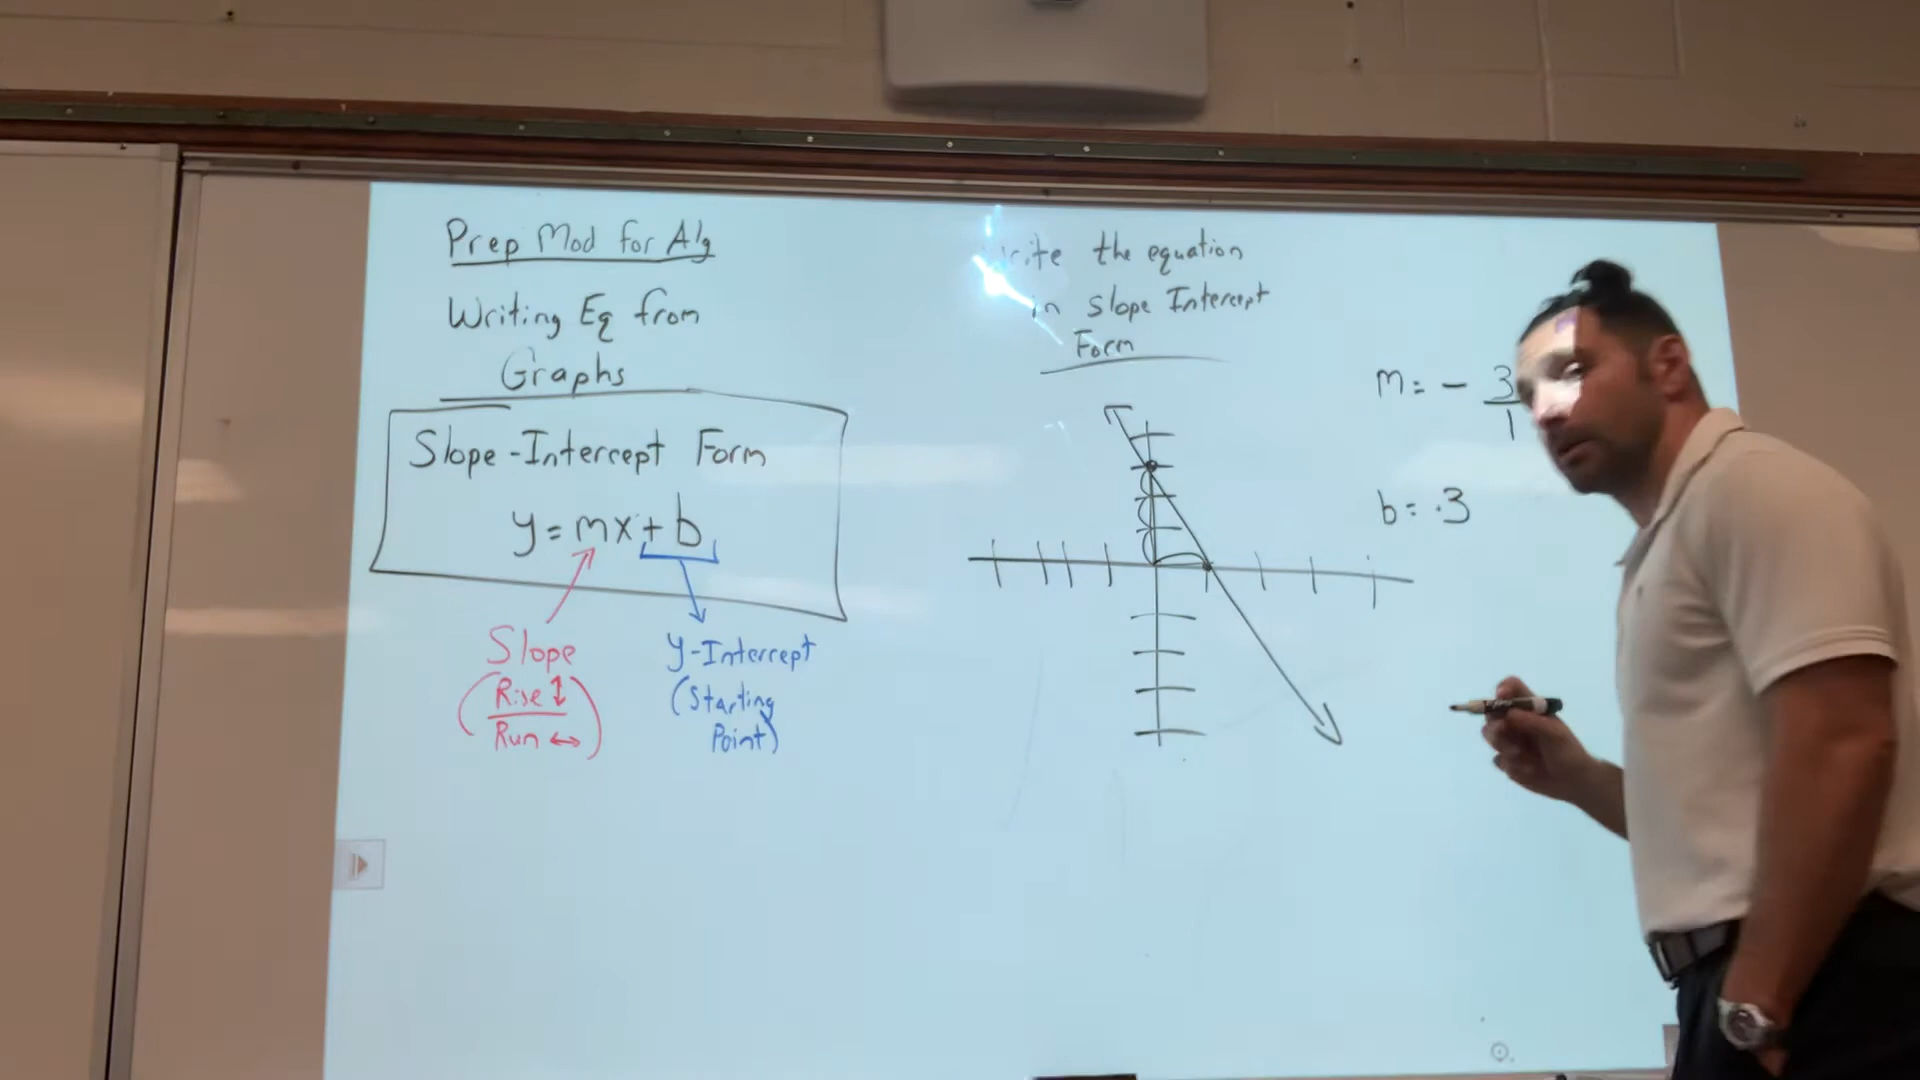 Prep Mod for Alg
Writing Eq from
Graphs
Slope-Intercept Form
y = mx + b
Slope
(Rise ↕
Run ↔)
y-Intercept
(Starting
Point)
the equation
in slope Intercept
Form
m = - 3
1
b = .3